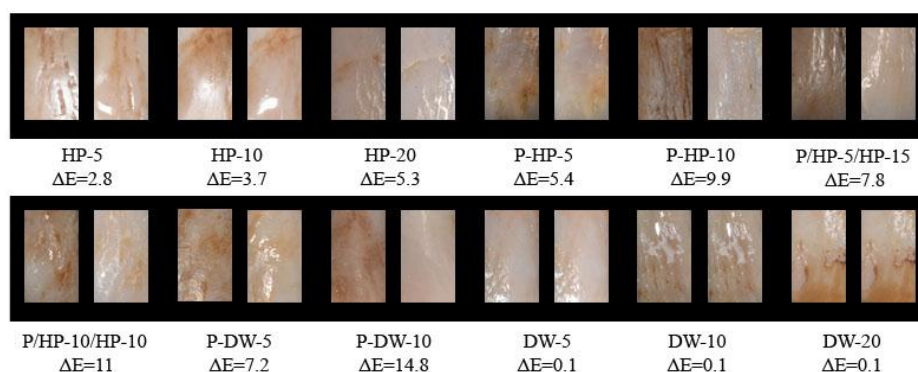 HP-5 HP-10 HP-20 P-HP-5 P-HP-10 P/HP-5/HP-15
ΔE=2.8 ΔE=3.7 ΔE=5.3 ΔE=5.4 ΔE=9.9 ΔE=7.8
P/HP-10/HP-10 P-DW-5 P-DW-10 DW-5 DW-10 DW-20
ΔE=11 ΔE=7.2 ΔE=14.8 ΔE=0.1 ΔE=0.1 ΔE=0.1